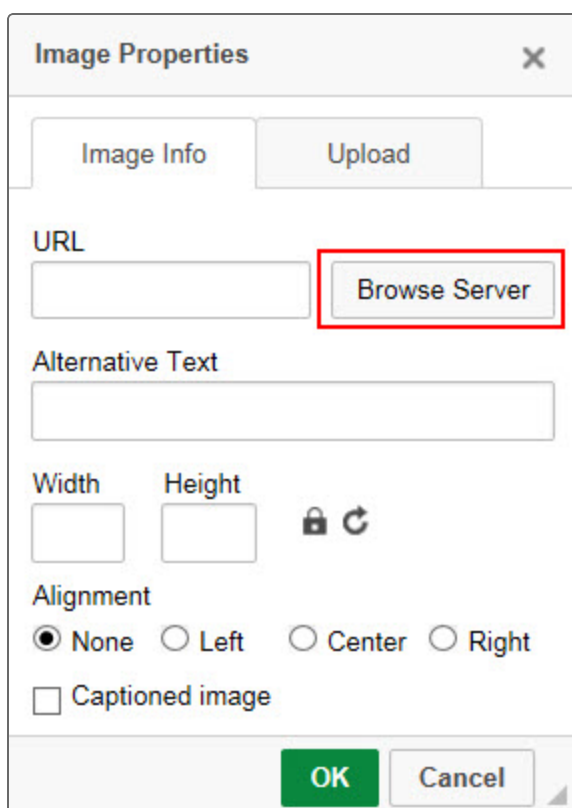 Image Properties
Image Info Upload
URL
Browse Server
Alternative Text
Width Height
Alignment
None Left Center Right
Captioned image
OK Cancel